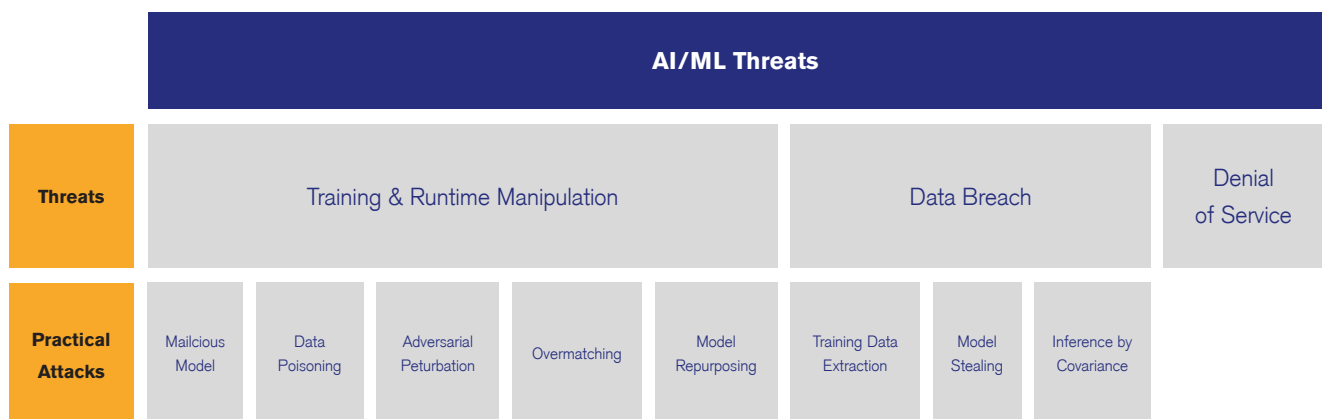 AI/ML Threats
Threats
Training & Runtime Manipulation
Data Breach
Denial
of Service
Practical
Attacks
Mailcious
Model
Data
Poisoning
Adversarial
Peturbation
Overmatching
Model
Repurposing
Training Data
Extraction
Model
Stealing
Inference by
Covariance